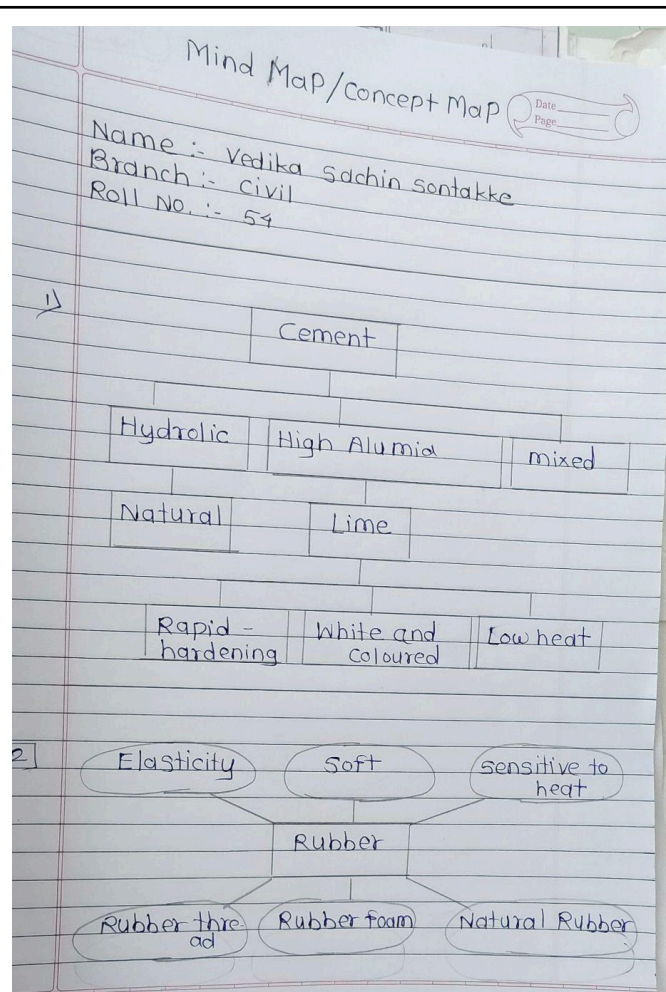 Mind Map/Concept Map
Date
Page
Name :- Vedika sachin sontakke
Branch :- civil
Roll No. :- 54
1)
Cement
Hydrolic
High Alumia
mixed
Natural
Lime
Rapid -
hardening
White and
coloured
Low heat
2
Elasticity
Soft
sensitive to
heat
Rubber
Rubber thre
ad
Rubber foam
Natural Rubber